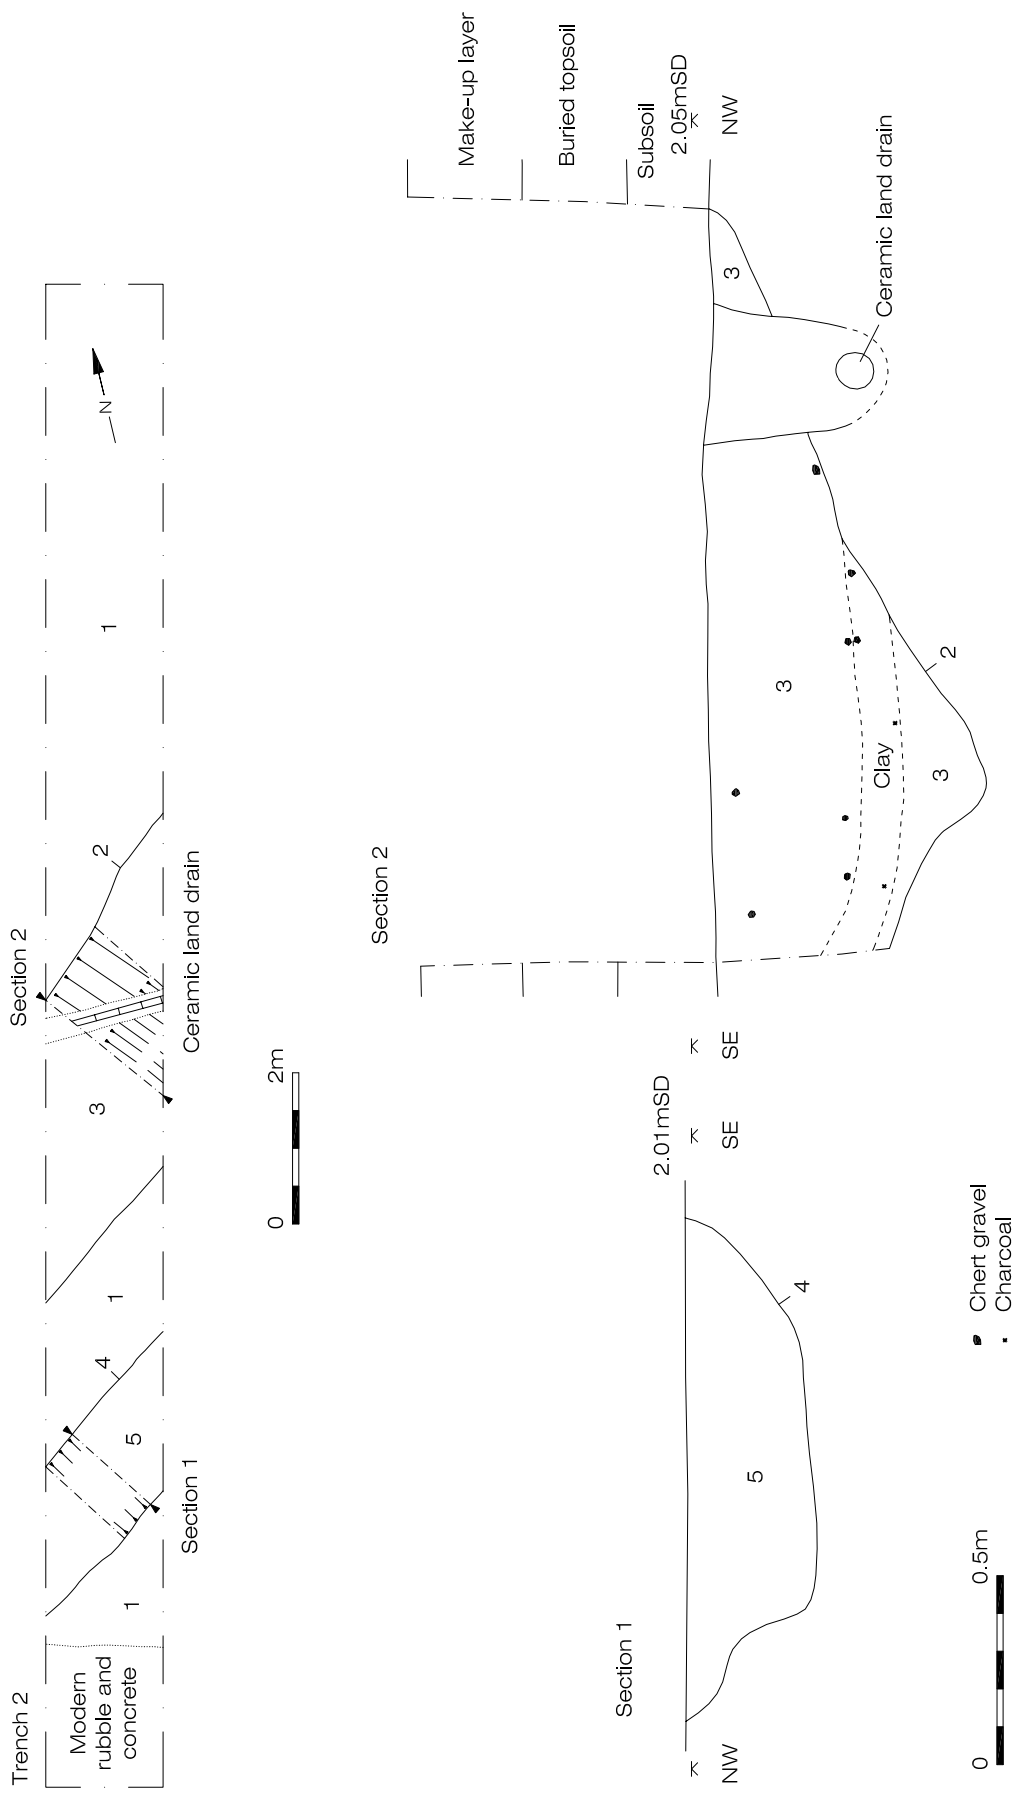 Trench 2
Modern
rubble and
concrete
1
5
4
1
3
2
1
N
Section 1
Section 2
Ceramic land drain
0
2m
Section 2
Make-up layer
Buried topsoil
Subsoil
2.05mSD
SE
NW
3
3
Clay
3
2
Ceramic land drain
Section 1
2.01mSD
NW
SE
5
4
0
0.5m
Chert gravel
Charcoal